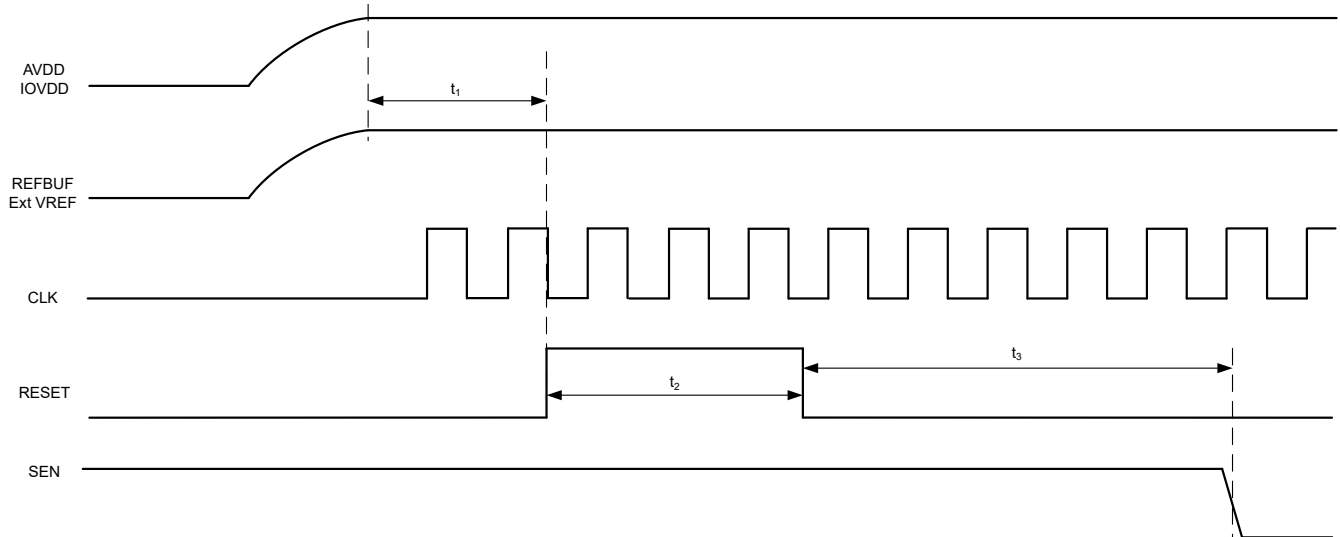 AVDD
IOVDD
t₁
REFBUF
Ext VREF
CLK
RESET
t₂
t₃
SEN